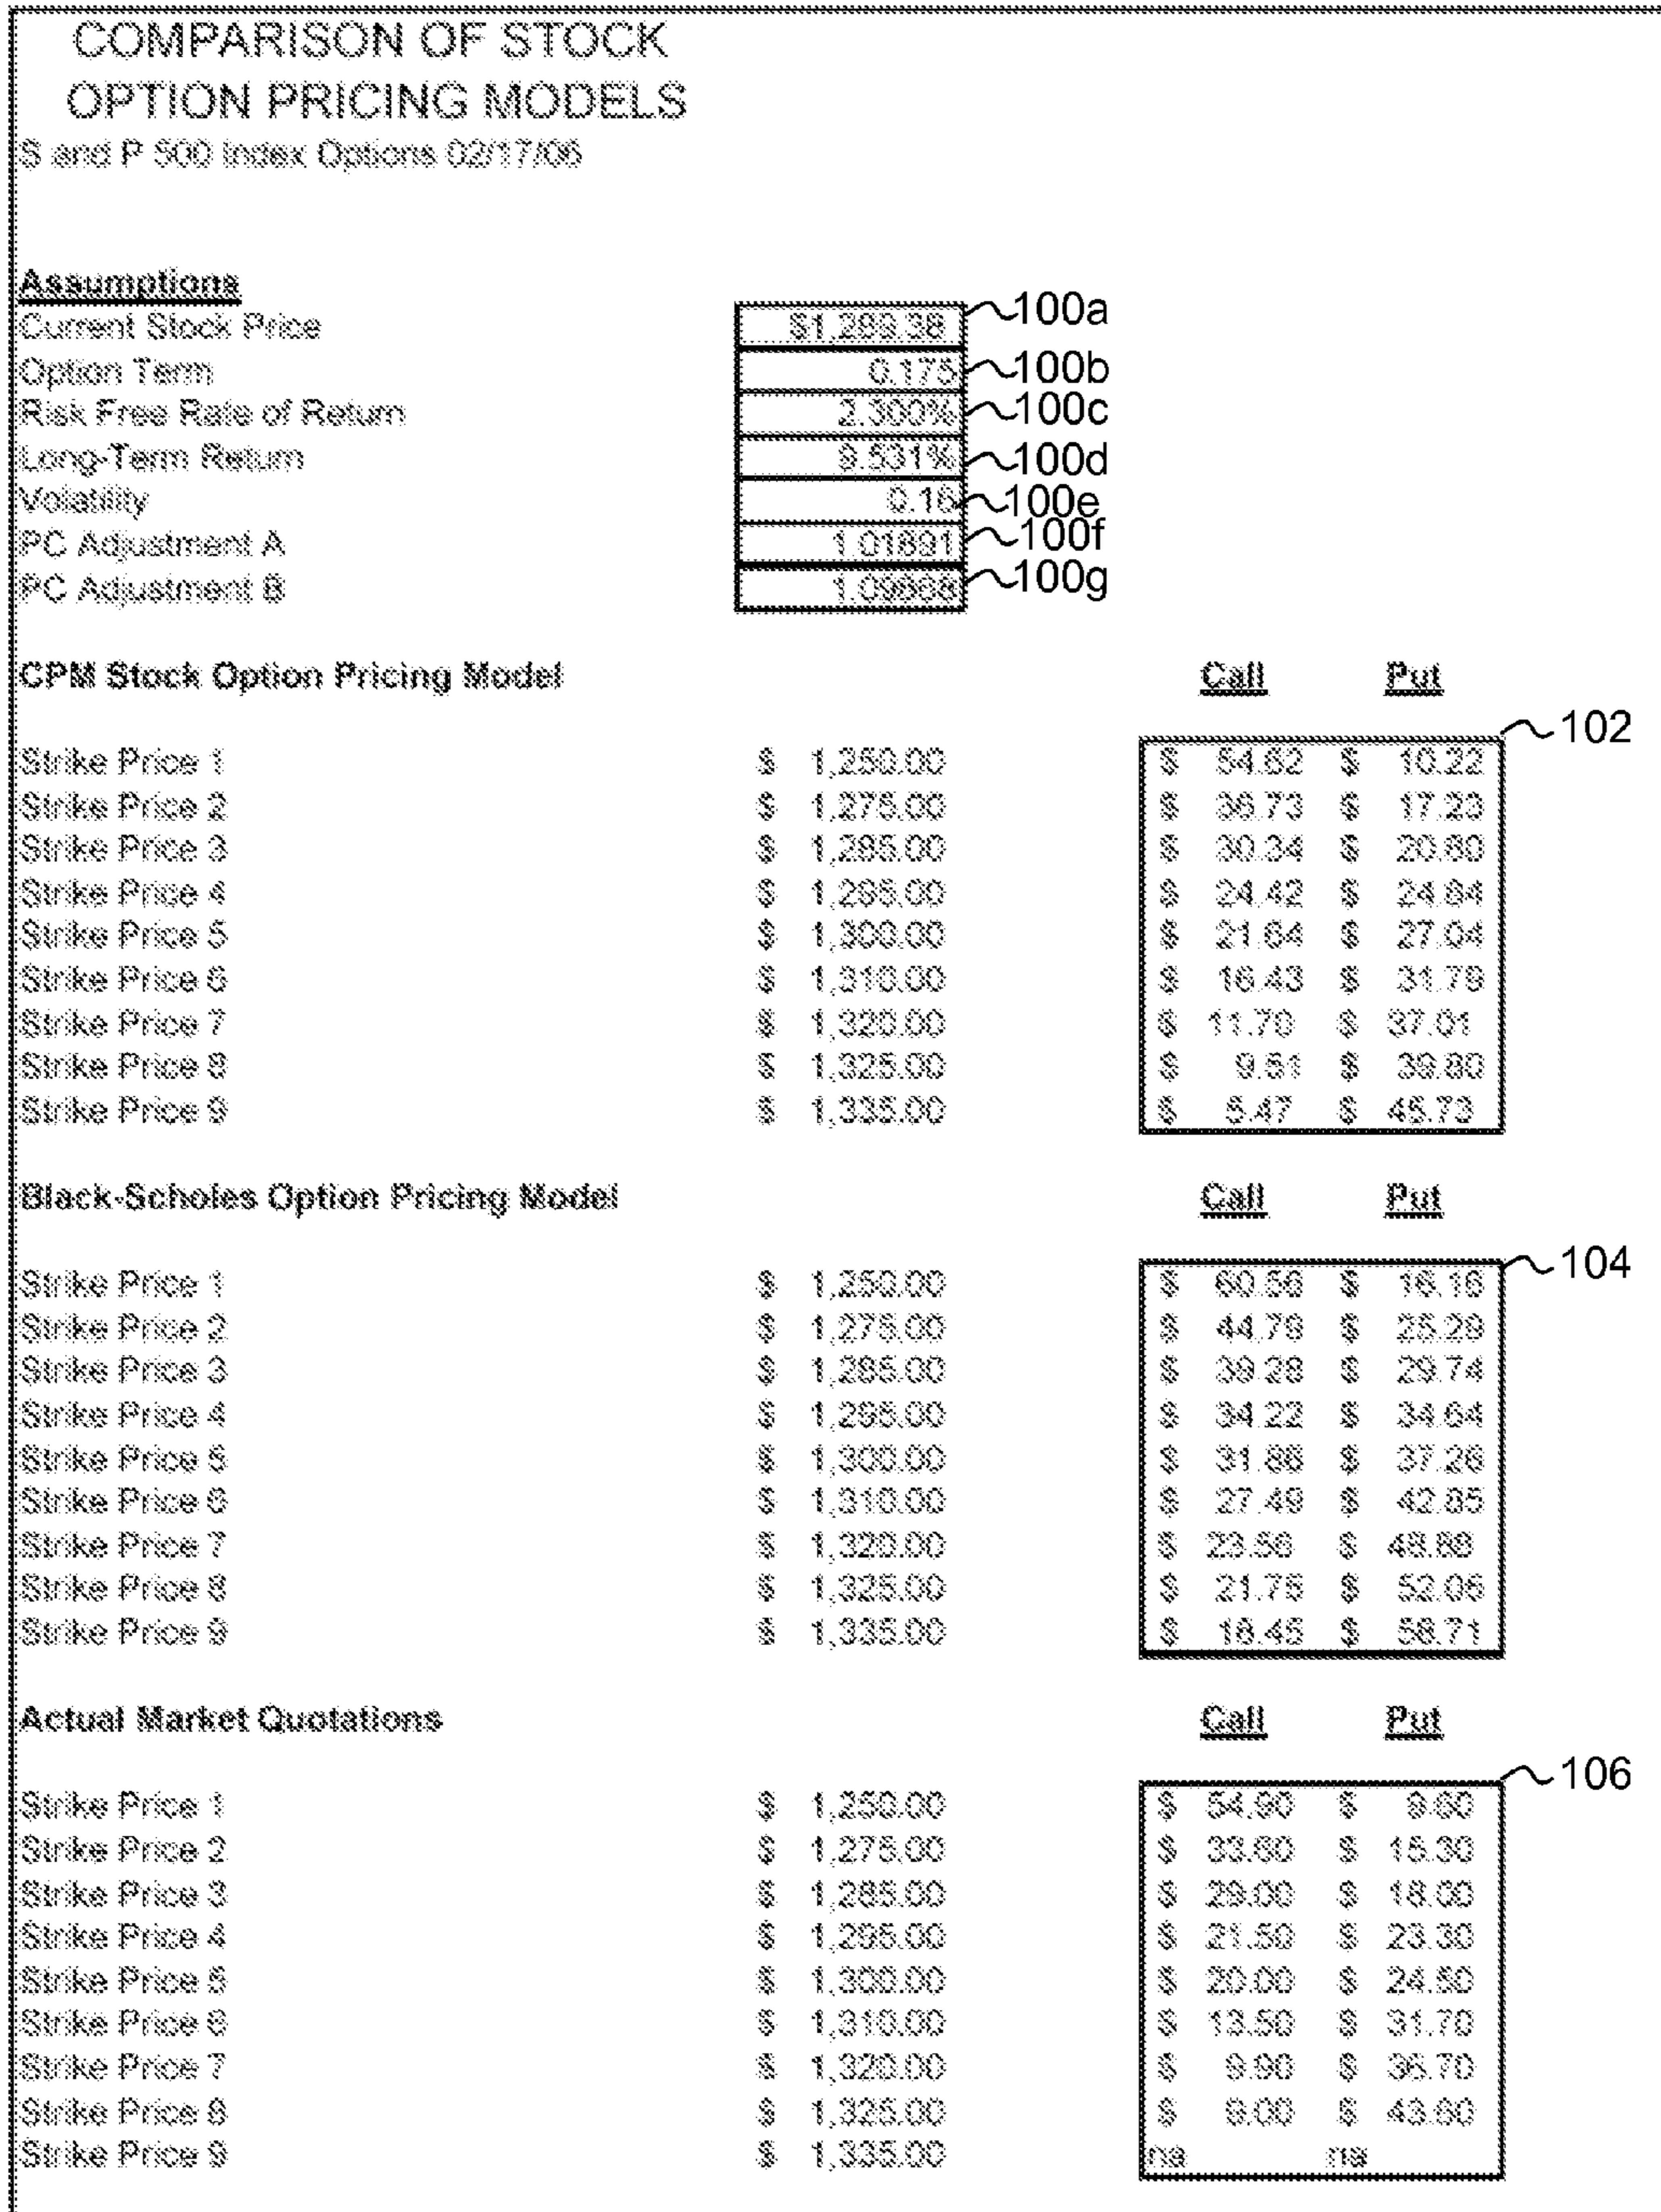 COMPARISON OF STOCK
OPTION PRICING MODELS
S and P 500 Index Options 02/17/06
Assumptions
Current Stock Price $1,289.38 100a
Option Term 0.175 100b
Risk Free Rate of Return 2.300% 100c
Long-Term Return 9.531% 100d
Volatility 0.16 100e
PC Adjustment A 1.01891 100f
PC Adjustment B 100g
CPM Stock Option Pricing Model Call Put
102
Strike Price 1 $ 1,250.00 $ 54.62 $ 10.22
Strike Price 2 $ 1,275.00 $ 36.73 $ 17.23
Strike Price 3 $ 1,285.00 $ 30.34 $ 20.80
Strike Price 4 $ 1,295.00 $ 24.42 $ 24.84
Strike Price 5 $ 1,300.00 $ 21.64 $ 27.04
Strike Price 6 $ 1,310.00 $ 16.43 $ 31.79
Strike Price 7 $ 1,320.00 $ 11.70 $ 37.01
Strike Price 8 $ 1,325.00 $ 9.51 $ 39.80
Strike Price 9 $ 1,335.00 $ 5.47 $ 45.73
Black-Scholes Option Pricing Model Call Put
104
Strike Price 1 $ 1,250.00 $ 60.56 $ 16.16
Strike Price 2 $ 1,275.00 $ 44.79 $ 25.29
Strike Price 3 $ 1,285.00 $ 39.28 $ 29.74
Strike Price 4 $ 1,295.00 $ 34.22 $ 34.64
Strike Price 5 $ 1,300.00 $ 31.86 $ 37.26
Strike Price 6 $ 1,310.00 $ 27.49 $ 42.85
Strike Price 7 $ 1,320.00 $ 23.56 $ 48.88
Strike Price 8 $ 1,325.00 $ 21.76 $ 52.06
Strike Price 9 $ 1,335.00 $ 18.45 $ 58.71
Actual Market Quotations Call Put
106
Strike Price 1 $ 1,250.00 $ 54.90 $ 9.60
Strike Price 2 $ 1,275.00 $ 33.60 $ 15.30
Strike Price 3 $ 1,285.00 $ 29.00 $ 18.00
Strike Price 4 $ 1,295.00 $ 21.50 $ 23.30
Strike Price 5 $ 1,300.00 $ 20.00 $ 24.50
Strike Price 6 $ 1,310.00 $ 13.50 $ 31.70
Strike Price 7 $ 1,320.00 $ 9.90 $ 36.70
Strike Price 8 $ 1,325.00 $ 9.00 $ 43.60
Strike Price 9 $ 1,335.00 na na